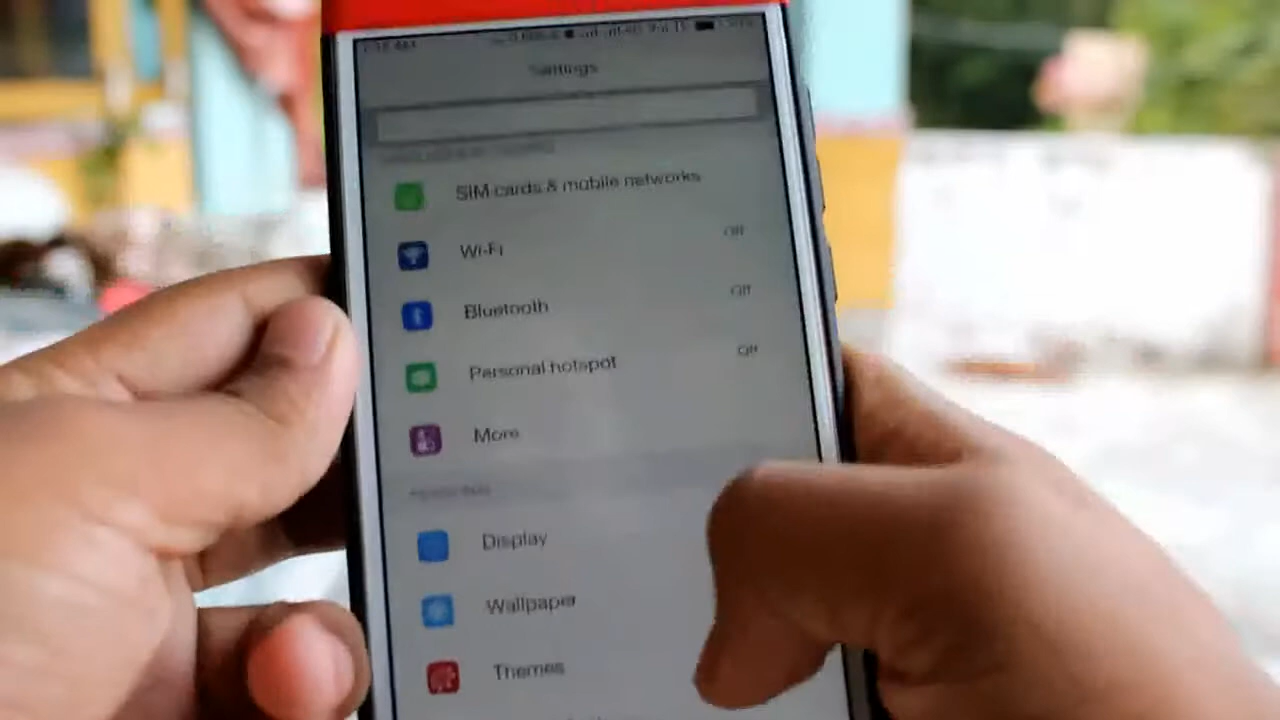 Settings
SIM cards & mobile networks
Wi-Fi
Off
Bluetooth
Off
Personal hotspot
Off
More
Display
Wallpaper
Themes